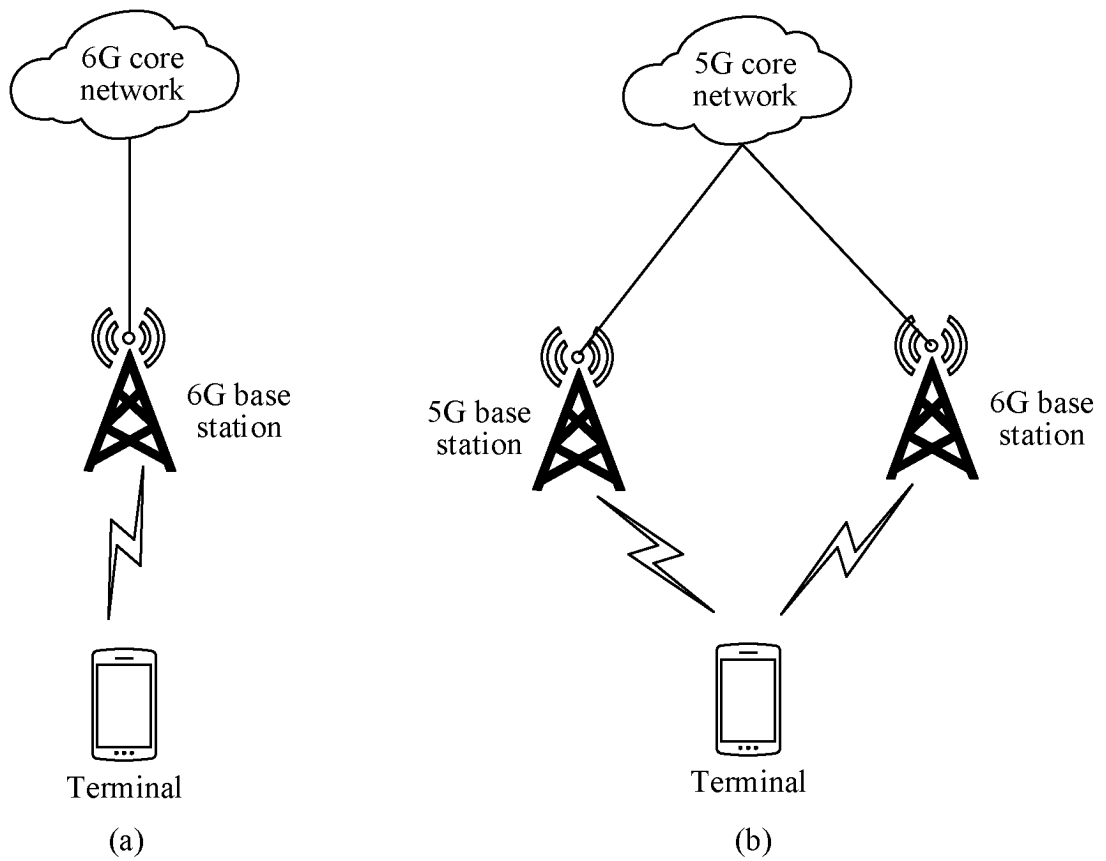 6G core
network
6G base
station
Terminal
(a)
5G core
network
5G base
station
6G base
station
Terminal
(b)